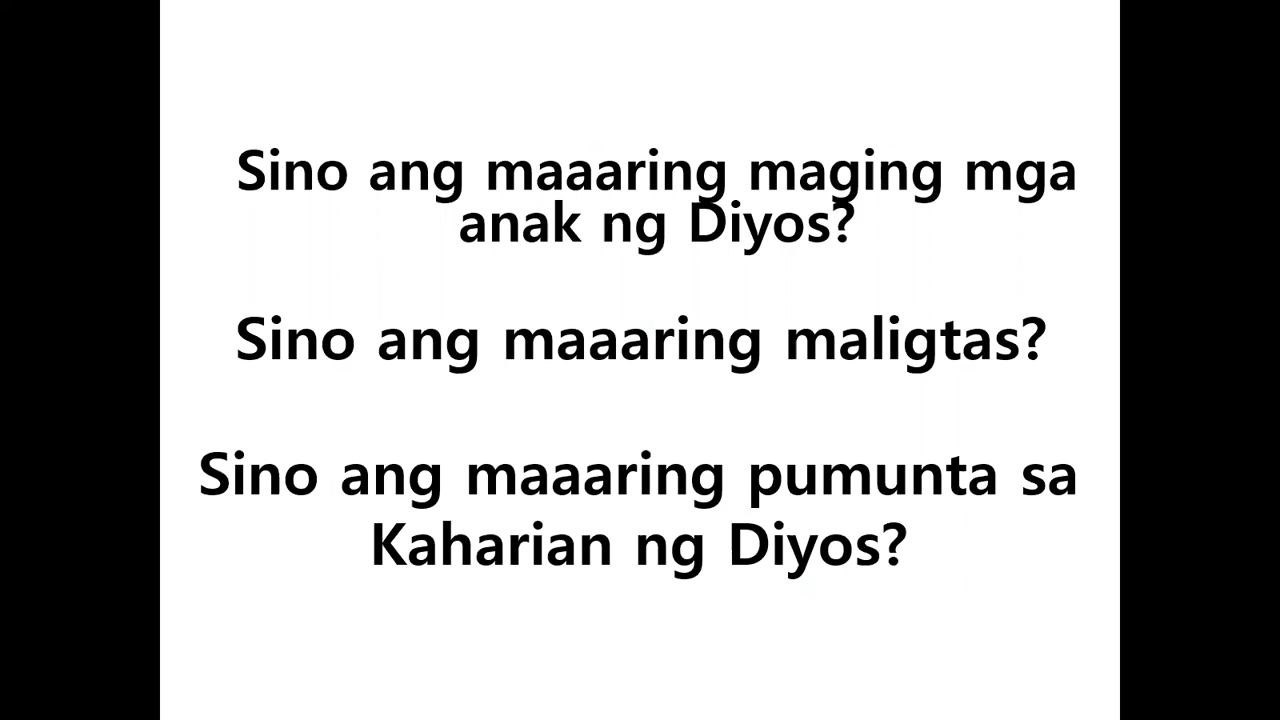 Sino ang maaaring maging mga
anak ng Diyos?
Sino ang maaaring maligtas?
Sino ang maaaring pumunta sa
Kaharian ng Diyos?